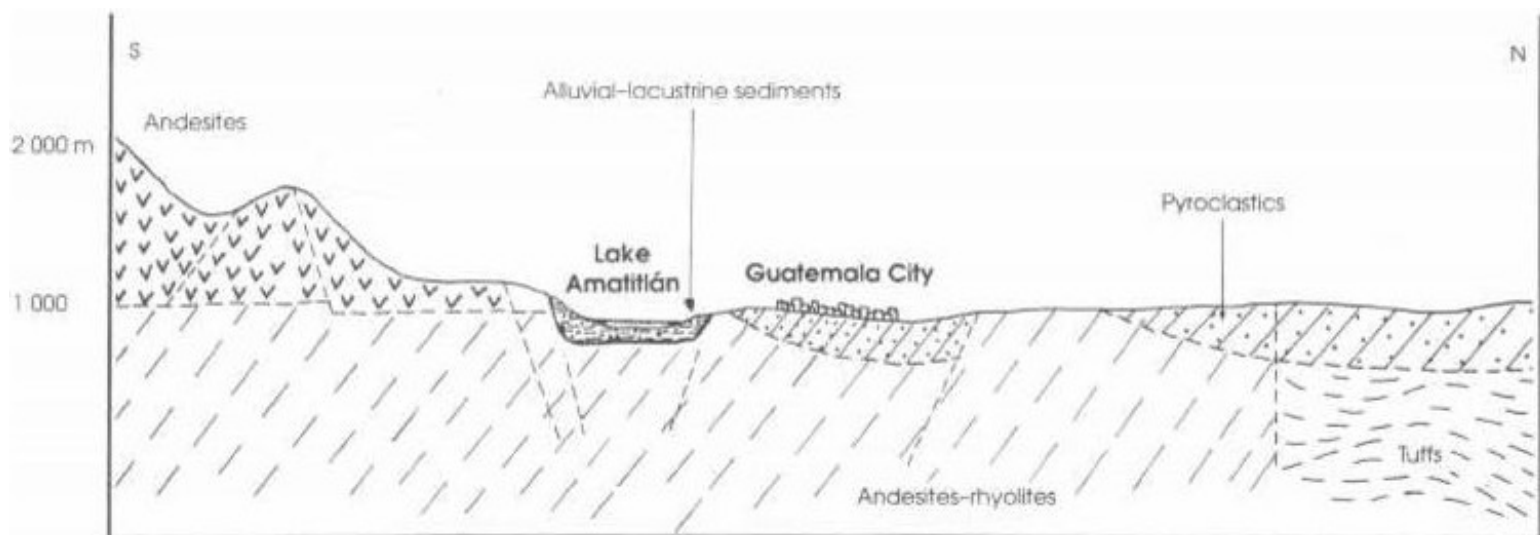 S
N
Alluvial-lacustrine sediments
Andesites
2 000 m
Pyroclastics
Lake
Amatitlán
Guatemala City
1 000
Tuffs
Andesites-rhyolites